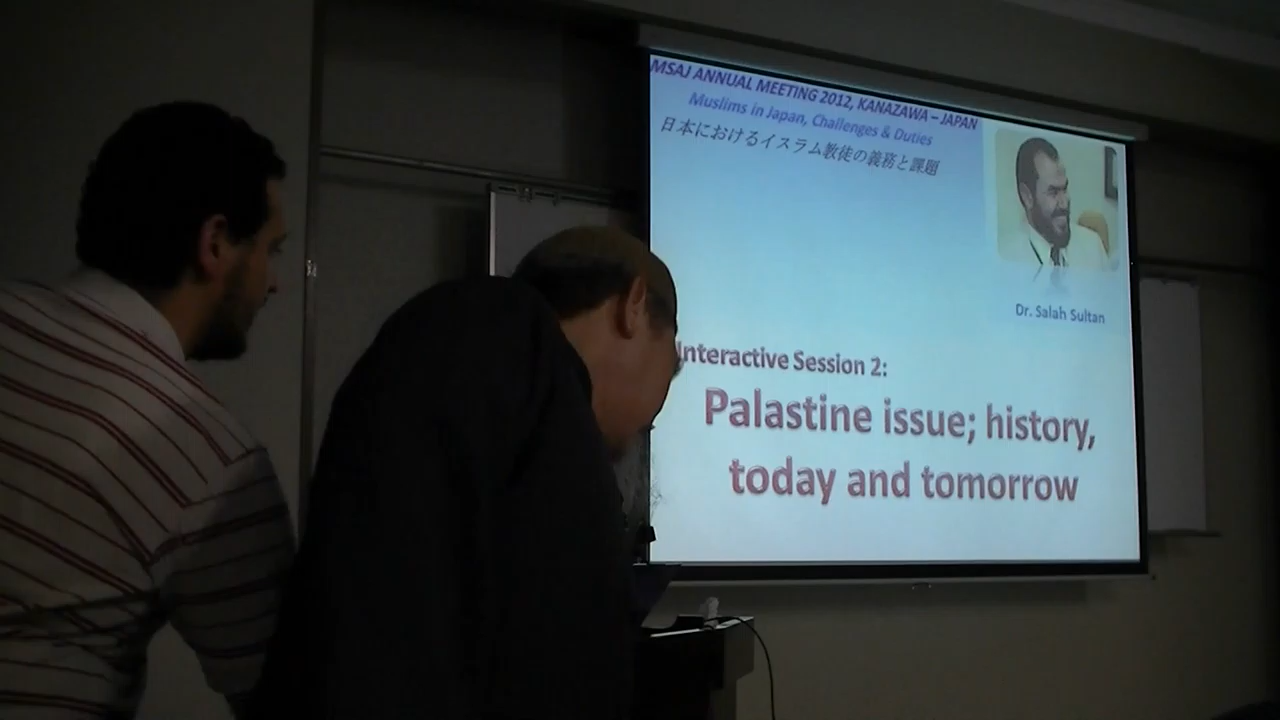 MSAJ ANNUAL MEETING 2012, KANAZAWA – JAPAN
Muslims in Japan, Challenges & Duties
日本におけるイスラム教徒の義務と課題
Dr. Salah Sultan
Interactive Session 2:
Palastine issue; history,
today and tomorrow